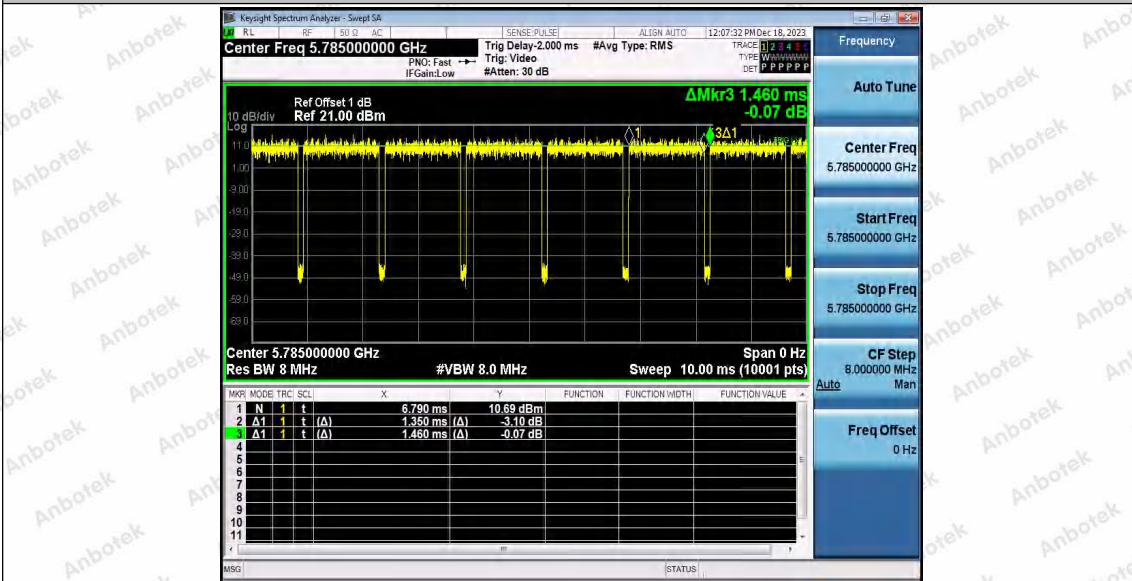 Keysight Spectrum Analyzer - Swept SA
RL RF 50 Ω AC SENSE:PULSE ALIGN AUTO 12:07:32 PM Dec 18, 2023
Center Freq 5.785000000 GHz
PNO: Fast
IFGain:Low
Trig Delay-2.000 ms
Trig: Video
#Atten: 30 dB
#Avg Type: RMS
TRACE 1 2 3 4 5 6
TYPE WWWWWW
DET P P P P P P
Frequency
Auto Tune
Center Freq
5.785000000 GHz
Start Freq
5.785000000 GHz
Stop Freq
5.785000000 GHz
CF Step
8.000000 MHz
Auto Man
Freq Offset
0 Hz
ΔMkr3 1.460 ms
-0.07 dB
Ref Offset 1 dB
10 dB/div Ref 21.00 dBm
Log
11.0
1.00
-9.00
-19.0
-29.0
-39.0
-49.0
-59.0
-69.0
1
3Δ1
Center 5.785000000 GHz Span 0 Hz
Res BW 8 MHz #VBW 8.0 MHz Sweep 10.00 ms (10001 pts)
MKR MODE TRC SCL X Y FUNCTION FUNCTION WIDTH FUNCTION VALUE
1 N 1 t 6.790 ms 10.69 dBm
2 Δ1 1 t (Δ) 1.350 ms (Δ) -3.10 dB
3 Δ1 1 t (Δ) 1.460 ms (Δ) -0.07 dB
4
5
6
7
8
9
10
11
MSG STATUS
Anbotek